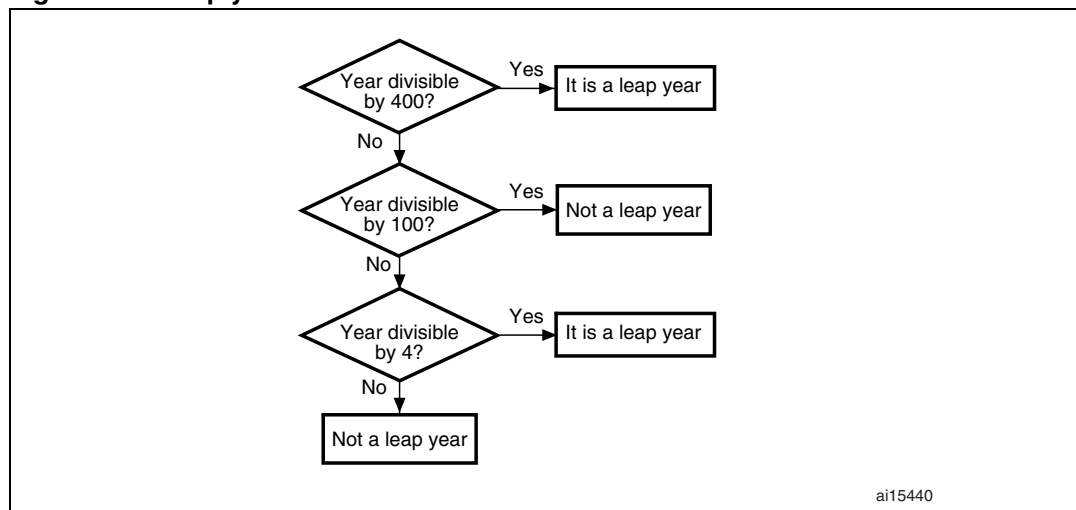 Year divisible
by 400?
Yes
It is a leap year
No
Year divisible
by 100?
Yes
Not a leap year
No
Year divisible
by 4?
Yes
It is a leap year
No
Not a leap year
ai15440